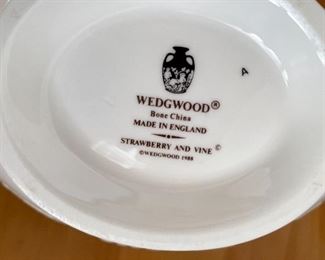 A
WEDGWOOD®
Bone China
MADE IN ENGLAND
STRAWBERRY AND VINE ©
©WEDGWOOD 1988